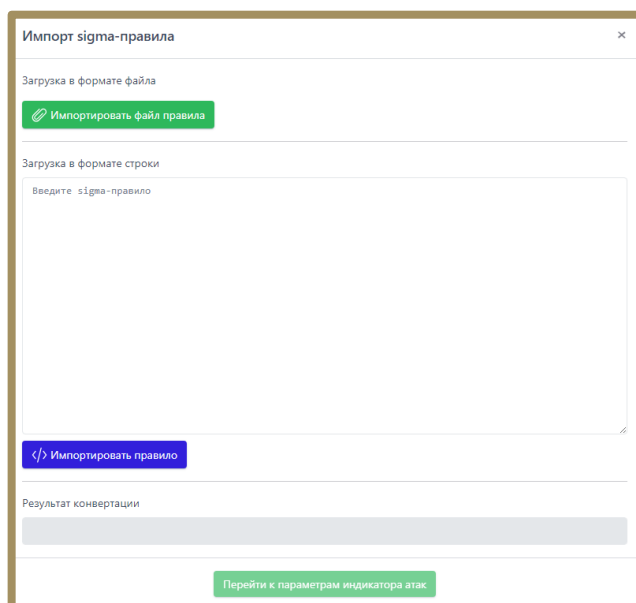 Импорт sigma-правила
×
Загрузка в формате файла
Импортировать файл правила
Загрузка в формате строки
Введите sigma-правило
</> Импортировать правило
Результат конвертации
Перейти к параметрам индикатора атак